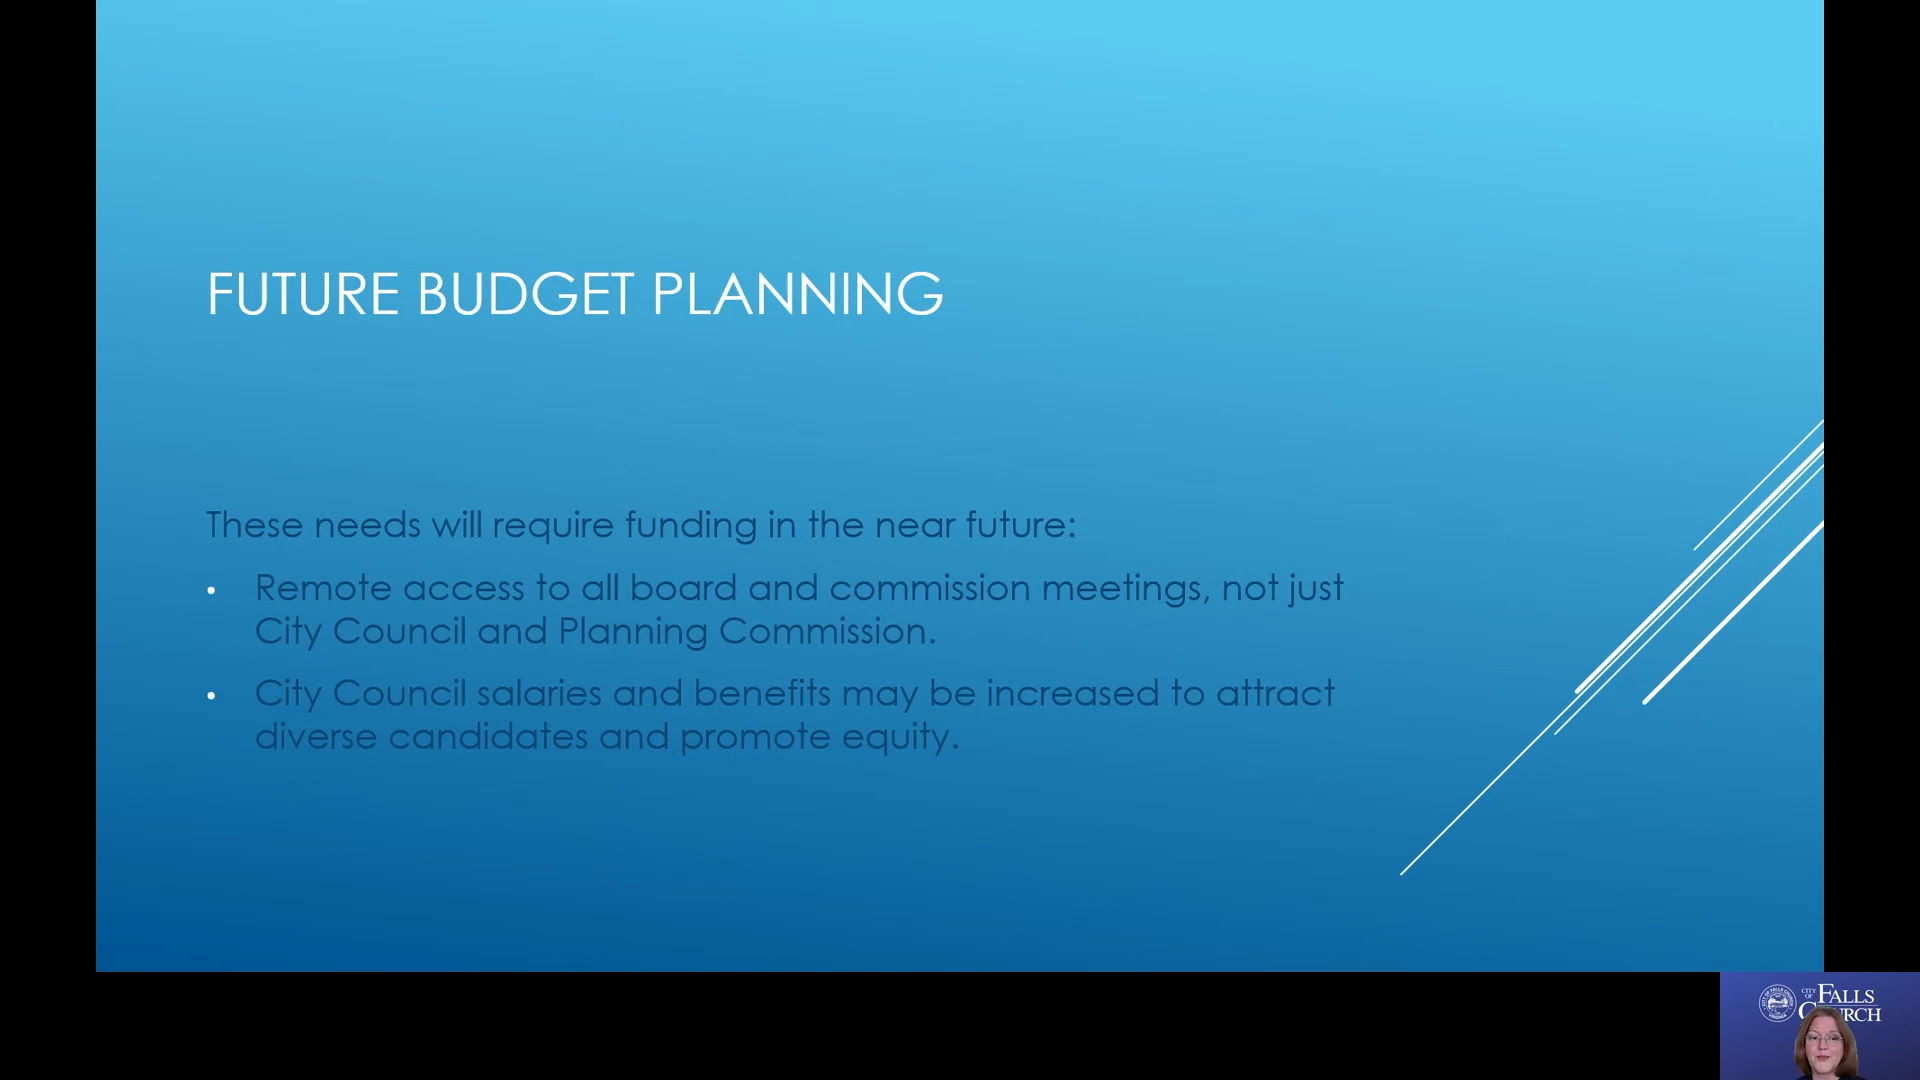 FUTURE BUDGET PLANNING
These needs will require funding in the near future:
• Remote access to all board and commission meetings, not just
City Council and Planning Commission.
• City Council salaries and benefits may be increased to attract
diverse candidates and promote equity.
CITY OF FALLS